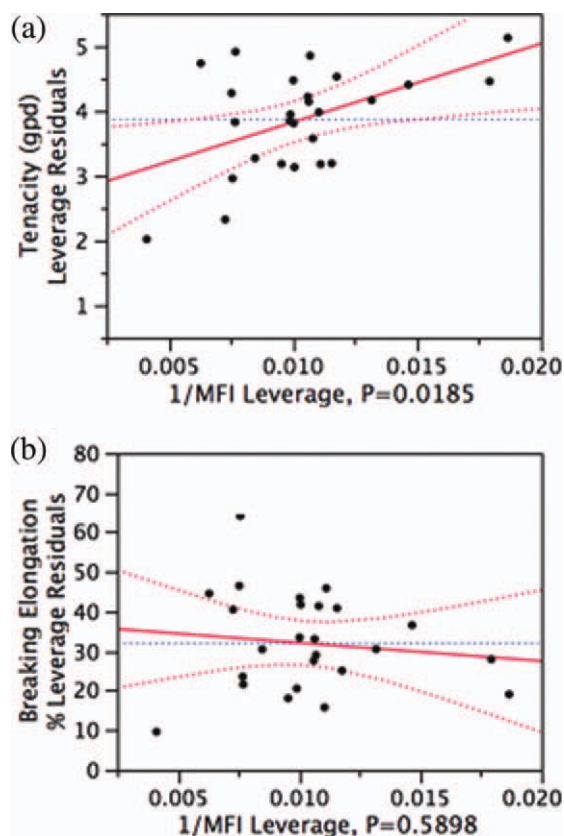 (a)
Tenacity (gpd)
Leverage Residuals
5
4
3
2
1
0.005 0.010 0.015 0.020
1/MFI Leverage, P=0.0185
(b)
Breaking Elongation
% Leverage Residuals
80
70
60
50
40
30
20
10
0
0.005 0.010 0.015 0.020
1/MFI Leverage, P=0.5898